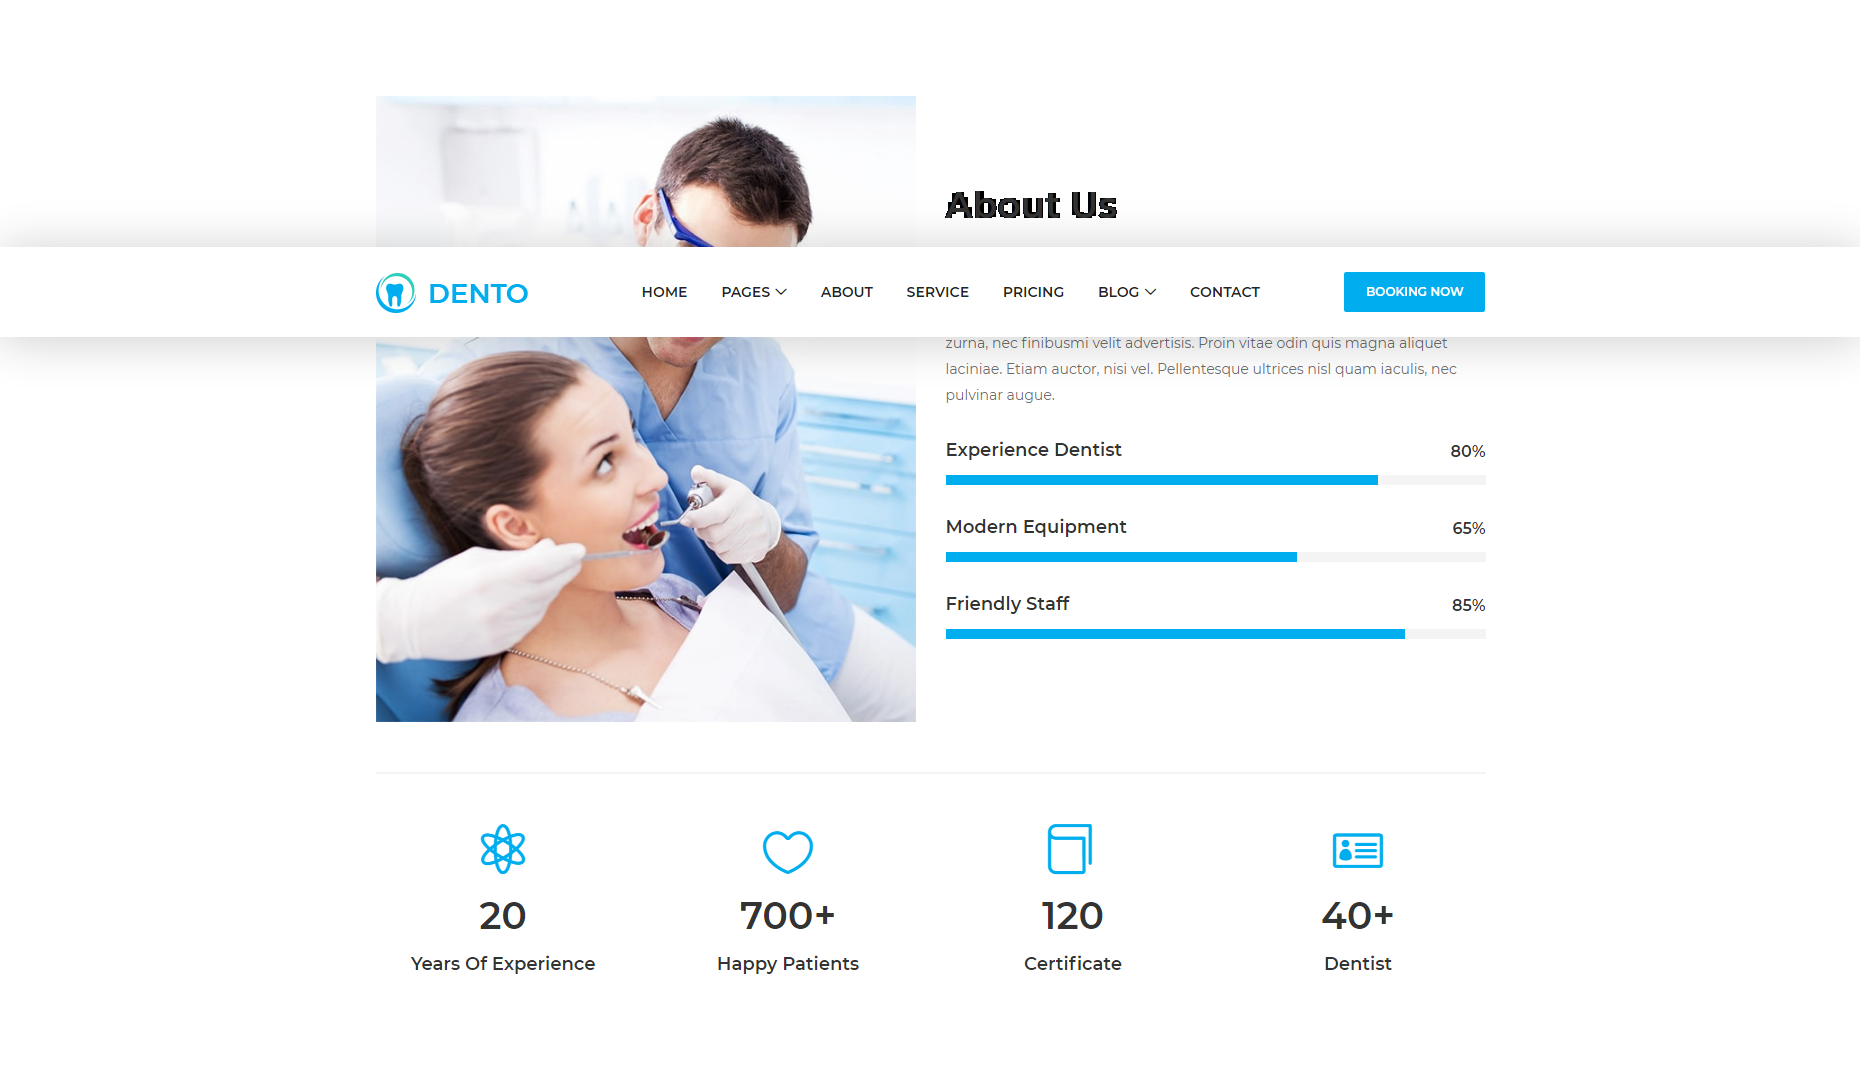 About Us
DENTO
HOME PAGES ABOUT SERVICE PRICING BLOG CONTACT
BOOKING NOW
zurna, nec finibusmi velit advertisis. Proin vitae odin quis magna aliquet
laciniae. Etiam auctor, nisi vel. Pellentesque ultrices nisl quam iaculis, nec
pulvinar augue.
Experience Dentist 80%
Modern Equipment 65%
Friendly Staff 85%
20
Years Of Experience
700+
Happy Patients
120
Certificate
40+
Dentist